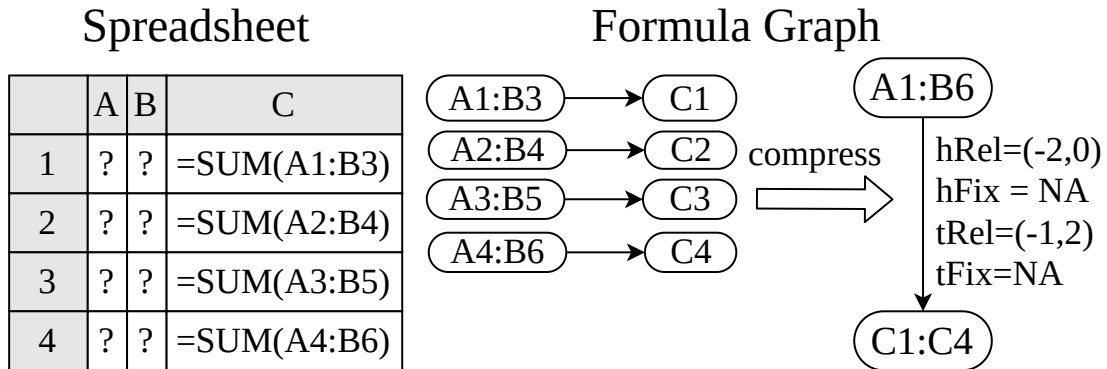 Spreadsheet
A B C
1 ? ? =SUM(A1:B3)
2 ? ? =SUM(A2:B4)
3 ? ? =SUM(A3:B5)
4 ? ? =SUM(A4:B6)
Formula Graph
A1:B3 C1
A2:B4 C2
A3:B5 C3
A4:B6 C4
compress
A1:B6
hRel=(-2,0)
hFix = NA
tRel=(-1,2)
tFix=NA
C1:C4